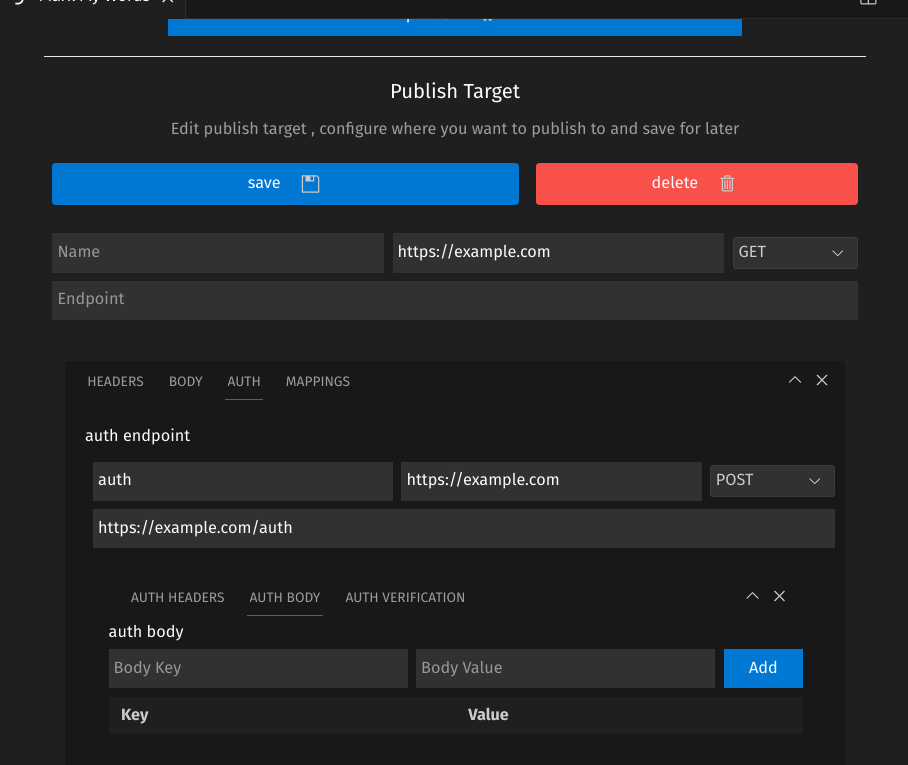 Publish Target
Edit publish target , configure where you want to publish to and save for later
save
delete
Name
https://example.com
GET
Endpoint
HEADERS BODY AUTH MAPPINGS
auth endpoint
auth
https://example.com
POST
https://example.com/auth
AUTH HEADERS AUTH BODY AUTH VERIFICATION
auth body
Body Key
Body Value
Add
Key Value